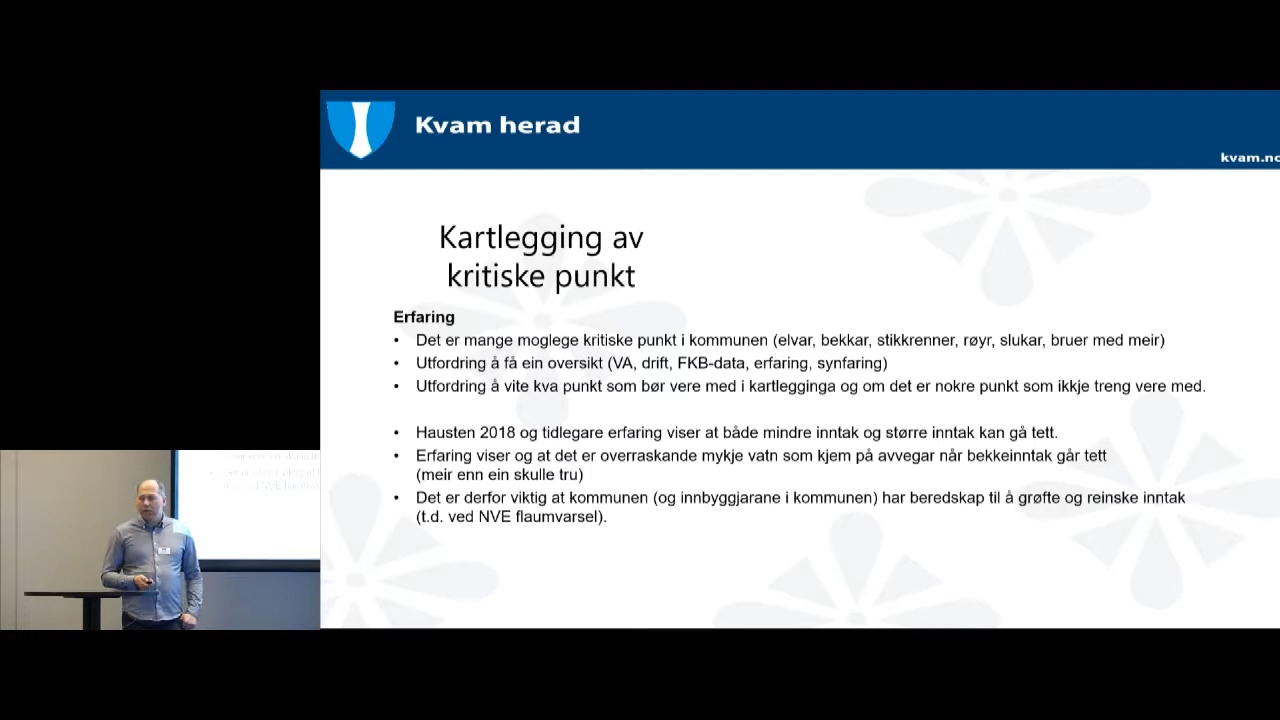 Kvam herad
kvam.no
Kartlegging av
kritiske punkt
Erfaring
• Det er mange moglege kritiske punkt i kommunen (elvar, bekkar, stikkrenner, røyr, slukar, bruer med meir)
• Utfordring å få ein oversikt (VA, drift, FKB-data, erfaring, synfaring)
• Utfordring å vite kva punkt som bør vere med i kartlegginga og om det er nokre punkt som ikkje treng vere med.
• Hausten 2018 og tidlegare erfaring viser at både mindre inntak og større inntak kan gå tett.
• Erfaring viser og at det er overraskande mykje vatn som kjem på avvegar når bekkeinntak går tett
(meir enn ein skulle tru)
• Det er derfor viktig at kommunen (og innbyggjarane i kommunen) har beredskap til å grøfte og reinske inntak
(t.d. ved NVE flaumvarsel).